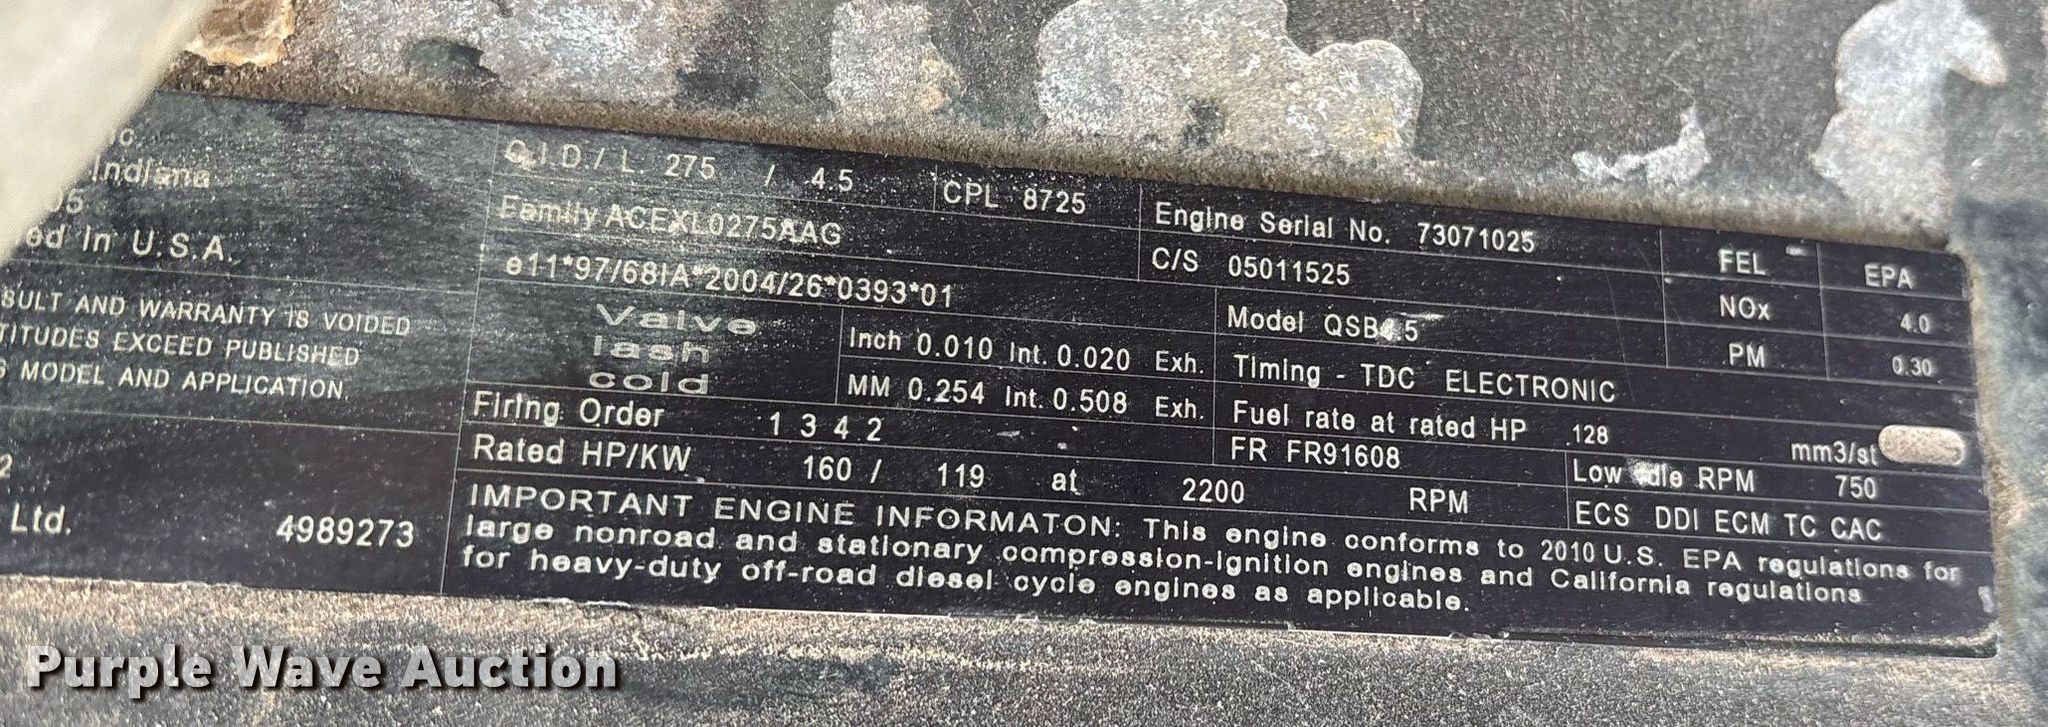 Indiana
In U.S.A.
SULT AND WARRANTY IS VOIDED
TITUDES EXCEED PUBLISHED
MODEL AND APPLICATION
2
Ltd. 4989273
C.I.D./L. 275 / 4.5 CPL 8725
Family ACEXL0275AAG
e11*97/68IA*2004/26*0393*01
Engine Serial No. 73071025
C/S 05011525
FEL EPA
NOx 4.0
PM 0.30
Valve
lash
cold
Inch 0.010 Int. 0.020 Exh.
MM 0.254 Int. 0.508 Exh.
Model QSB4.5
Timing - TDC ELECTRONIC
Fuel rate at rated HP 128 mm3/st
FR FR91608
Firing Order 1 3 4 2
Rated HP/KW 160 / 119 at 2200 RPM
Low Idle RPM 750
ECS DDI ECM TC CAC
IMPORTANT ENGINE INFORMATON: This engine conforms to 2010 U.S. EPA regulations for
large nonroad and stationary compression-ignition engines and California regulations
for heavy-duty off-road diesel cycle engines as applicable.
Purple Wave Auction